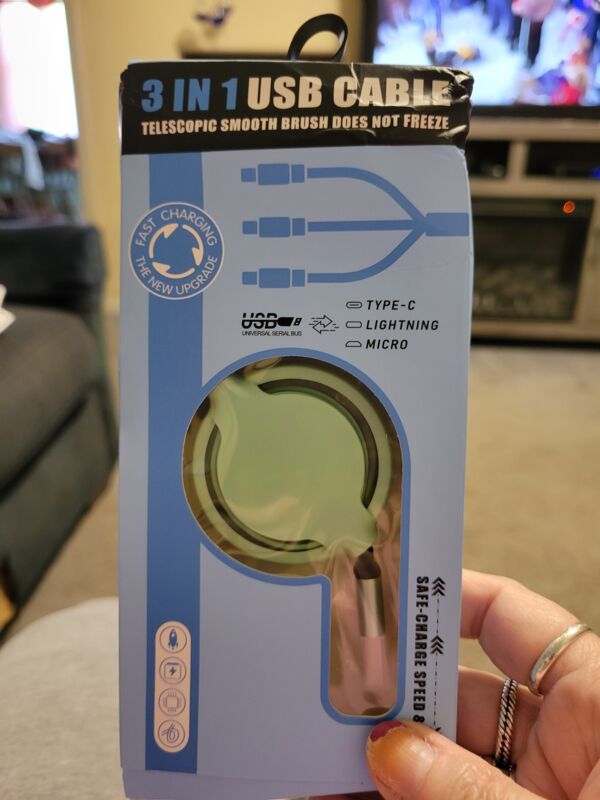 3 IN 1 USB CABLE
TELESCOPIC SMOOTH BRUSH DOES NOT FREEZE
FAST CHARGING
THE NEW UPGRADE
USB
UNIVERSAL SERIAL BUS
TYPE-C
LIGHTNING
MICRO
SAFE-CHARGE SPEED &